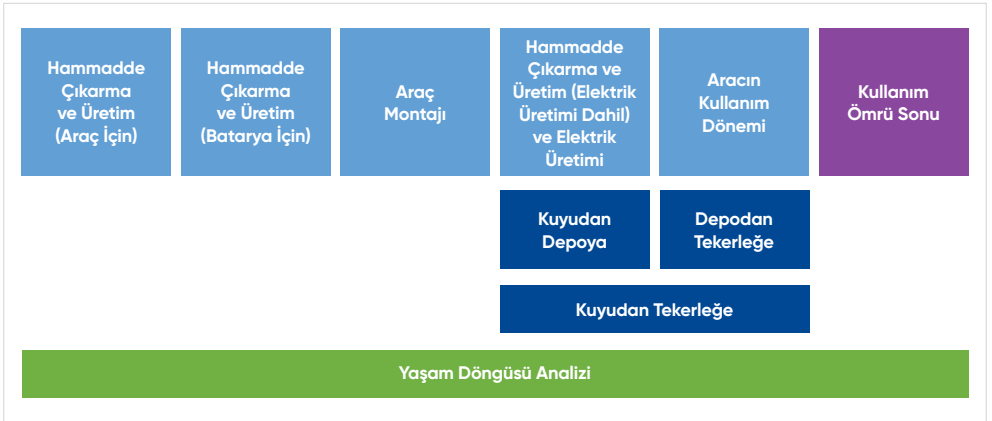 Hammadde
Çıkarma
ve Üretim
(Araç İçin)
Hammadde
Çıkarma
ve Üretim
(Batarya İçin)
Araç
Montajı
Hammadde
Çıkarma ve
Üretim (Elektrik
Üretimi Dahil)
ve Elektrik
Üretimi
Aracın
Kullanım
Dönemi
Kullanım
Ömrü Sonu
Kuyudan
Depoya
Depodan
Tekerleğe
Kuyudan Tekerleğe
Yaşam Döngüsü Analizi